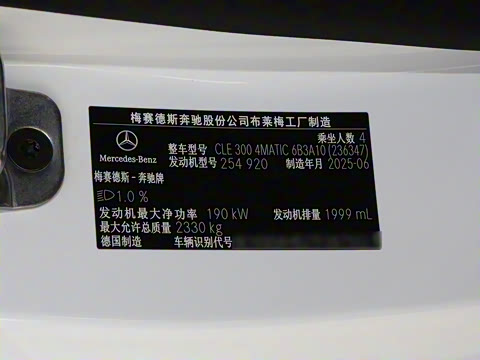 梅赛德斯奔驰股份公司布莱梅工厂制造
乘坐人数 4
整车型号 CLE 300 4MATIC 6B3A10 (236347)
Mercedes-Benz
发动机型号 254 920 制造年月 2025-06
梅赛德斯-奔驰牌
1.0 %
发动机最大净功率 190 kW 发动机排量 1999 mL
最大允许总质量 2330 kg
德国制造 车辆识别代号